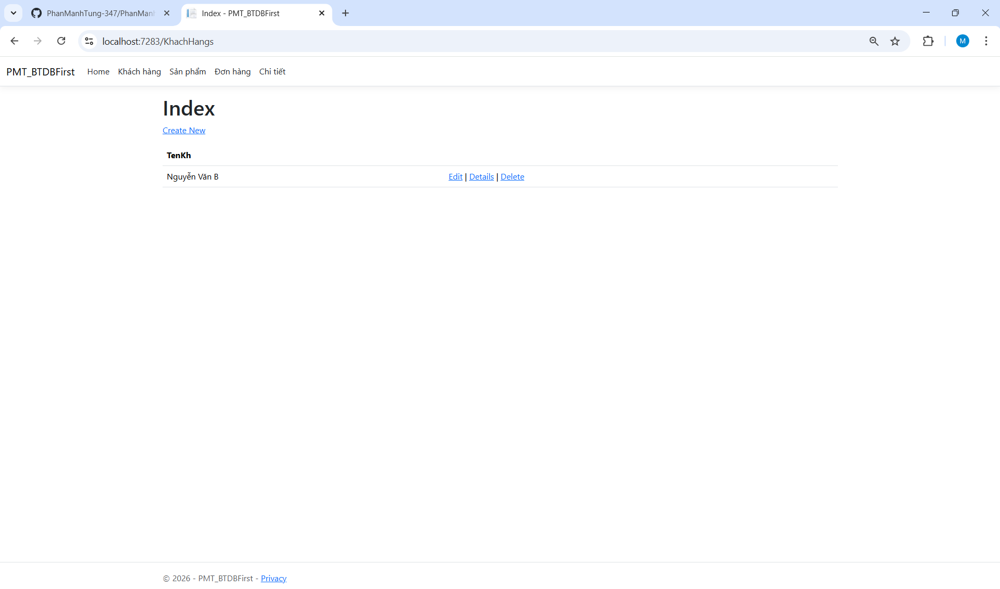 PhanManhTung-347/PhanManh
Index - PMT_BTDBFirst
localhost:7283/KhachHangs
M
PMT_BTDBFirst Home Khách hàng Sản phẩm Đơn hàng Chi tiết
Index
Create New
TenKh
Nguyễn Văn B Edit | Details | Delete
© 2026 - PMT_BTDBFirst - Privacy